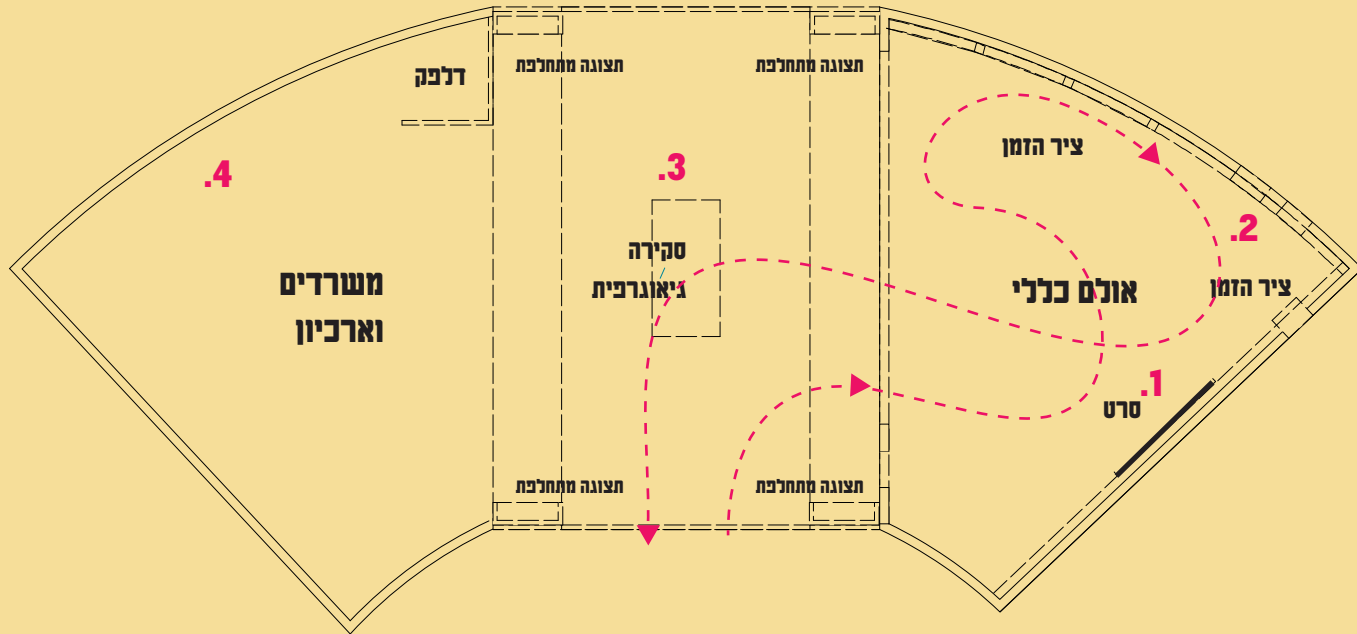 תצוגה מתחלפת
תצוגה מתחלפת
דלפק
ציר הזמן
.3
.4
.2
סקירה
גיאוגרפית
ציר הזמן
אולם כללי
משרדים
וארכיון
.1
סרט
תצוגה מתחלפת
תצוגה מתחלפת